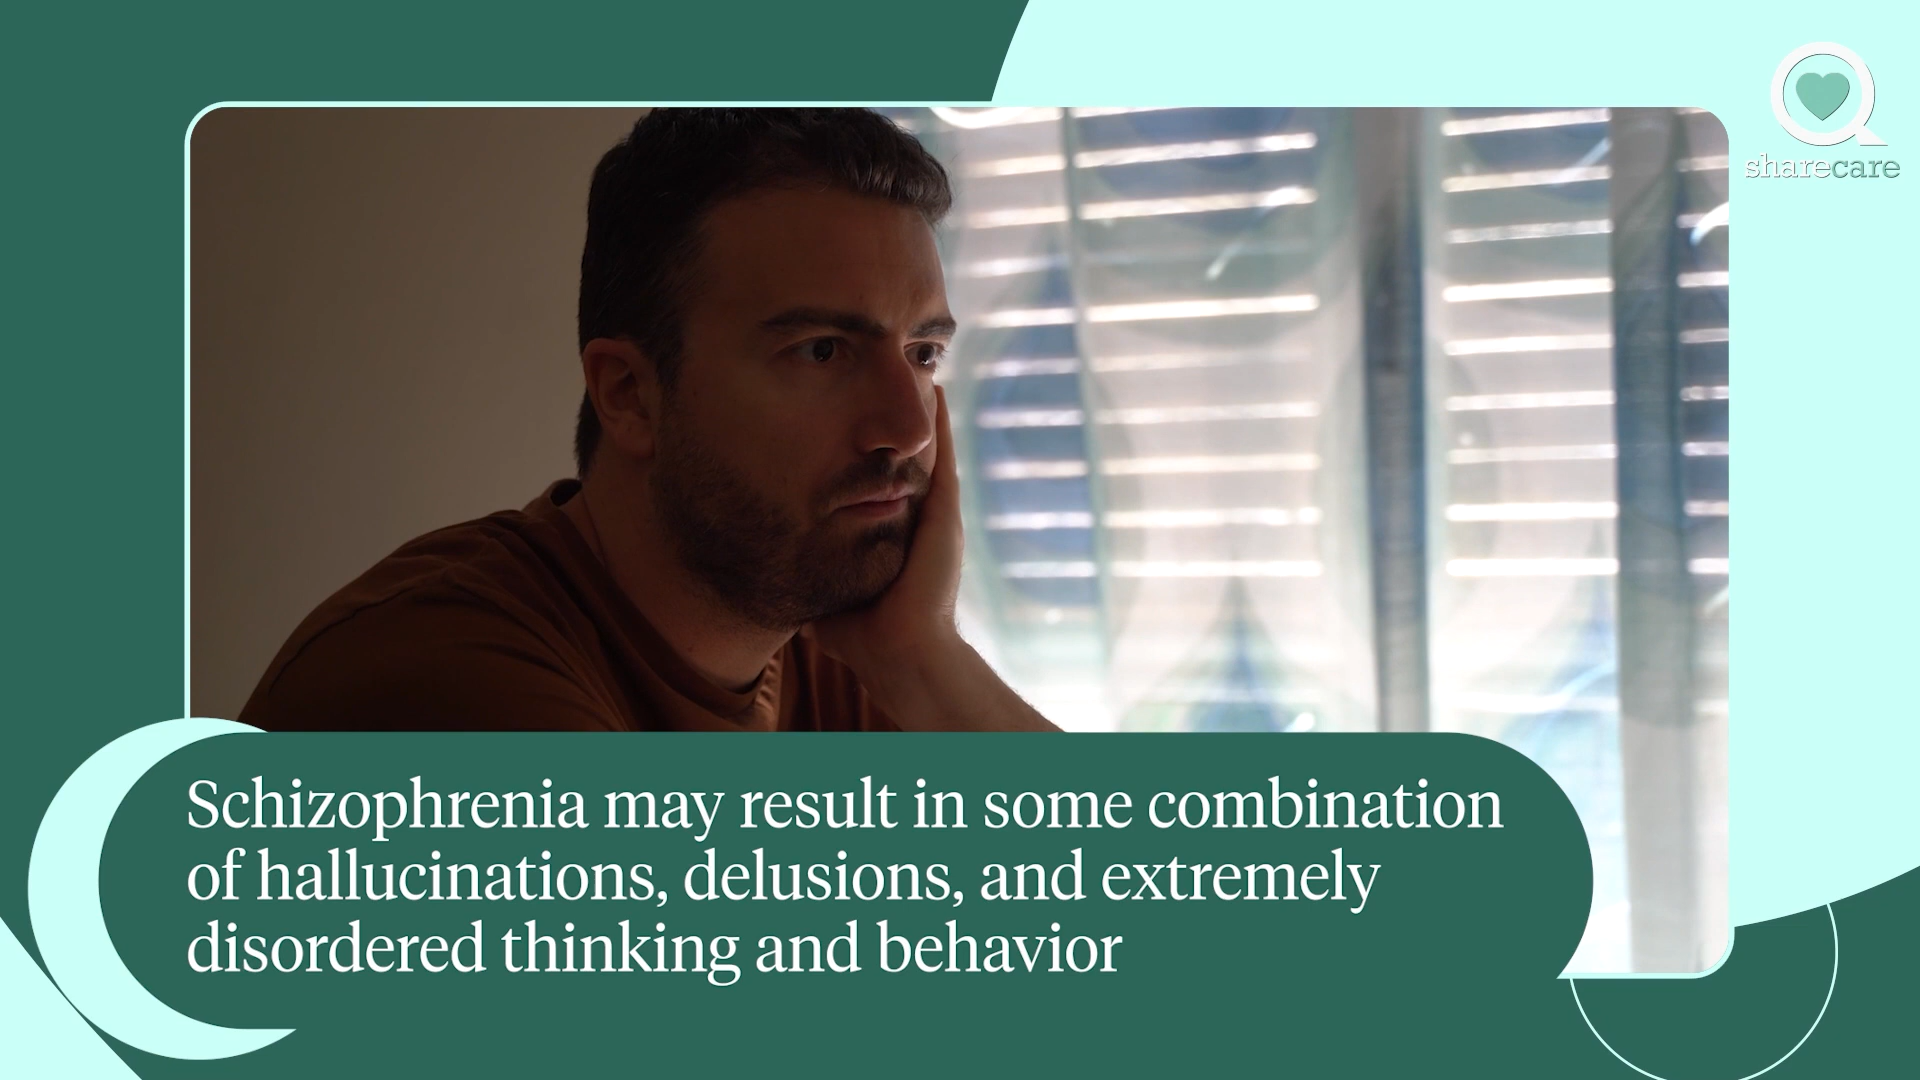 sharecare
Schizophrenia may result in some combination
of hallucinations, delusions, and extremely
disordered thinking and behavior